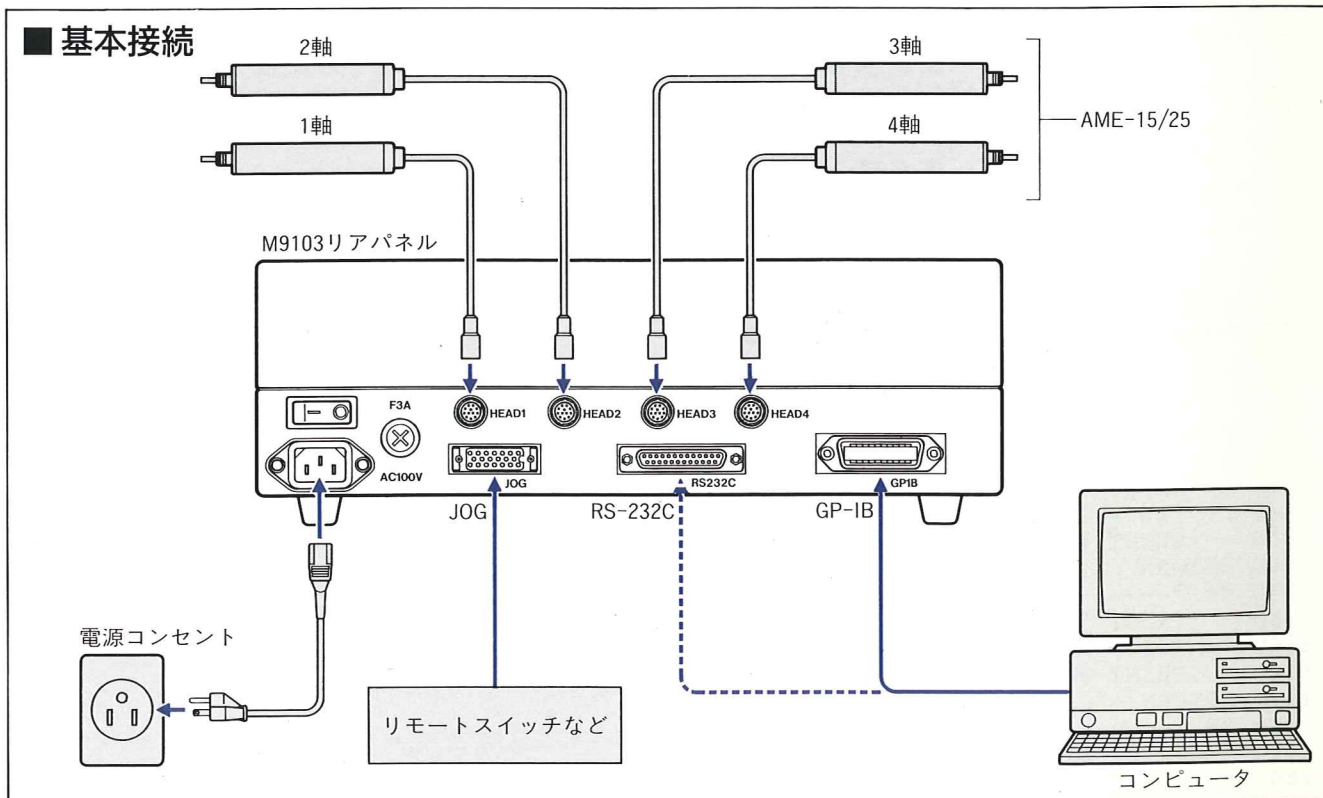 ■ 基本接続
2軸
3軸
1軸
4軸
AME-15/25
M9103リアパネル
F3A
HEAD1
HEAD2
HEAD3
HEAD4
AC100V
JOG
RS232C
GPIB
JOG
RS-232C
GP-IB
電源コンセント
リモートスイッチなど
コンピュータ